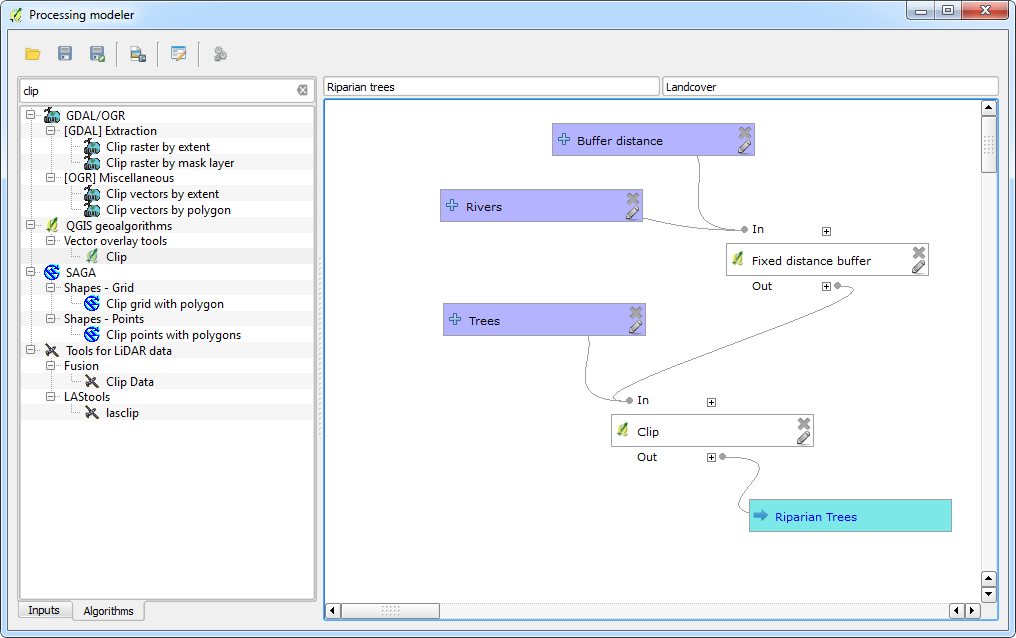 Processing modeler
clip
GDAL/OGR
[GDAL] Extraction
Clip raster by extent
Clip raster by mask layer
[OGR] Miscellaneous
Clip vectors by extent
Clip vectors by polygon
QGIS geoalgorithms
Vector overlay tools
Clip
SAGA
Shapes - Grid
Clip grid with polygon
Shapes - Points
Clip points with polygons
Tools for LiDAR data
Fusion
Clip Data
LAStools
lasclip
Inputs
Algorithms
Riparian trees
Landcover
Buffer distance
Rivers
In
Fixed distance buffer
Out
Trees
In
Clip
Out
Riparian Trees